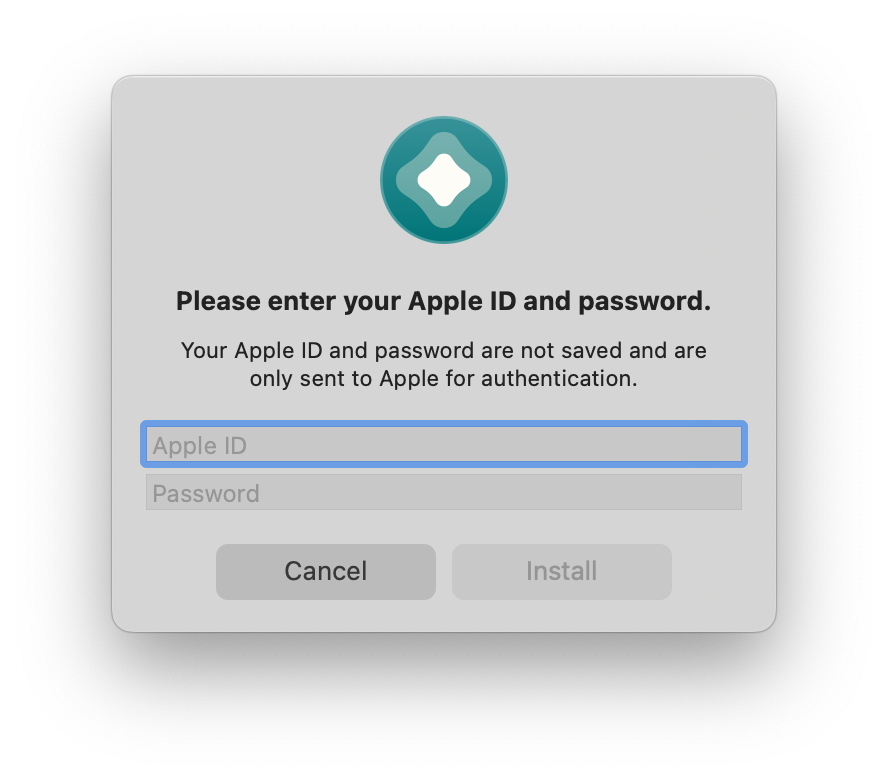 Please enter your Apple ID and password.
Your Apple ID and password are not saved and are
only sent to Apple for authentication.
Apple ID
Password
Cancel
Install